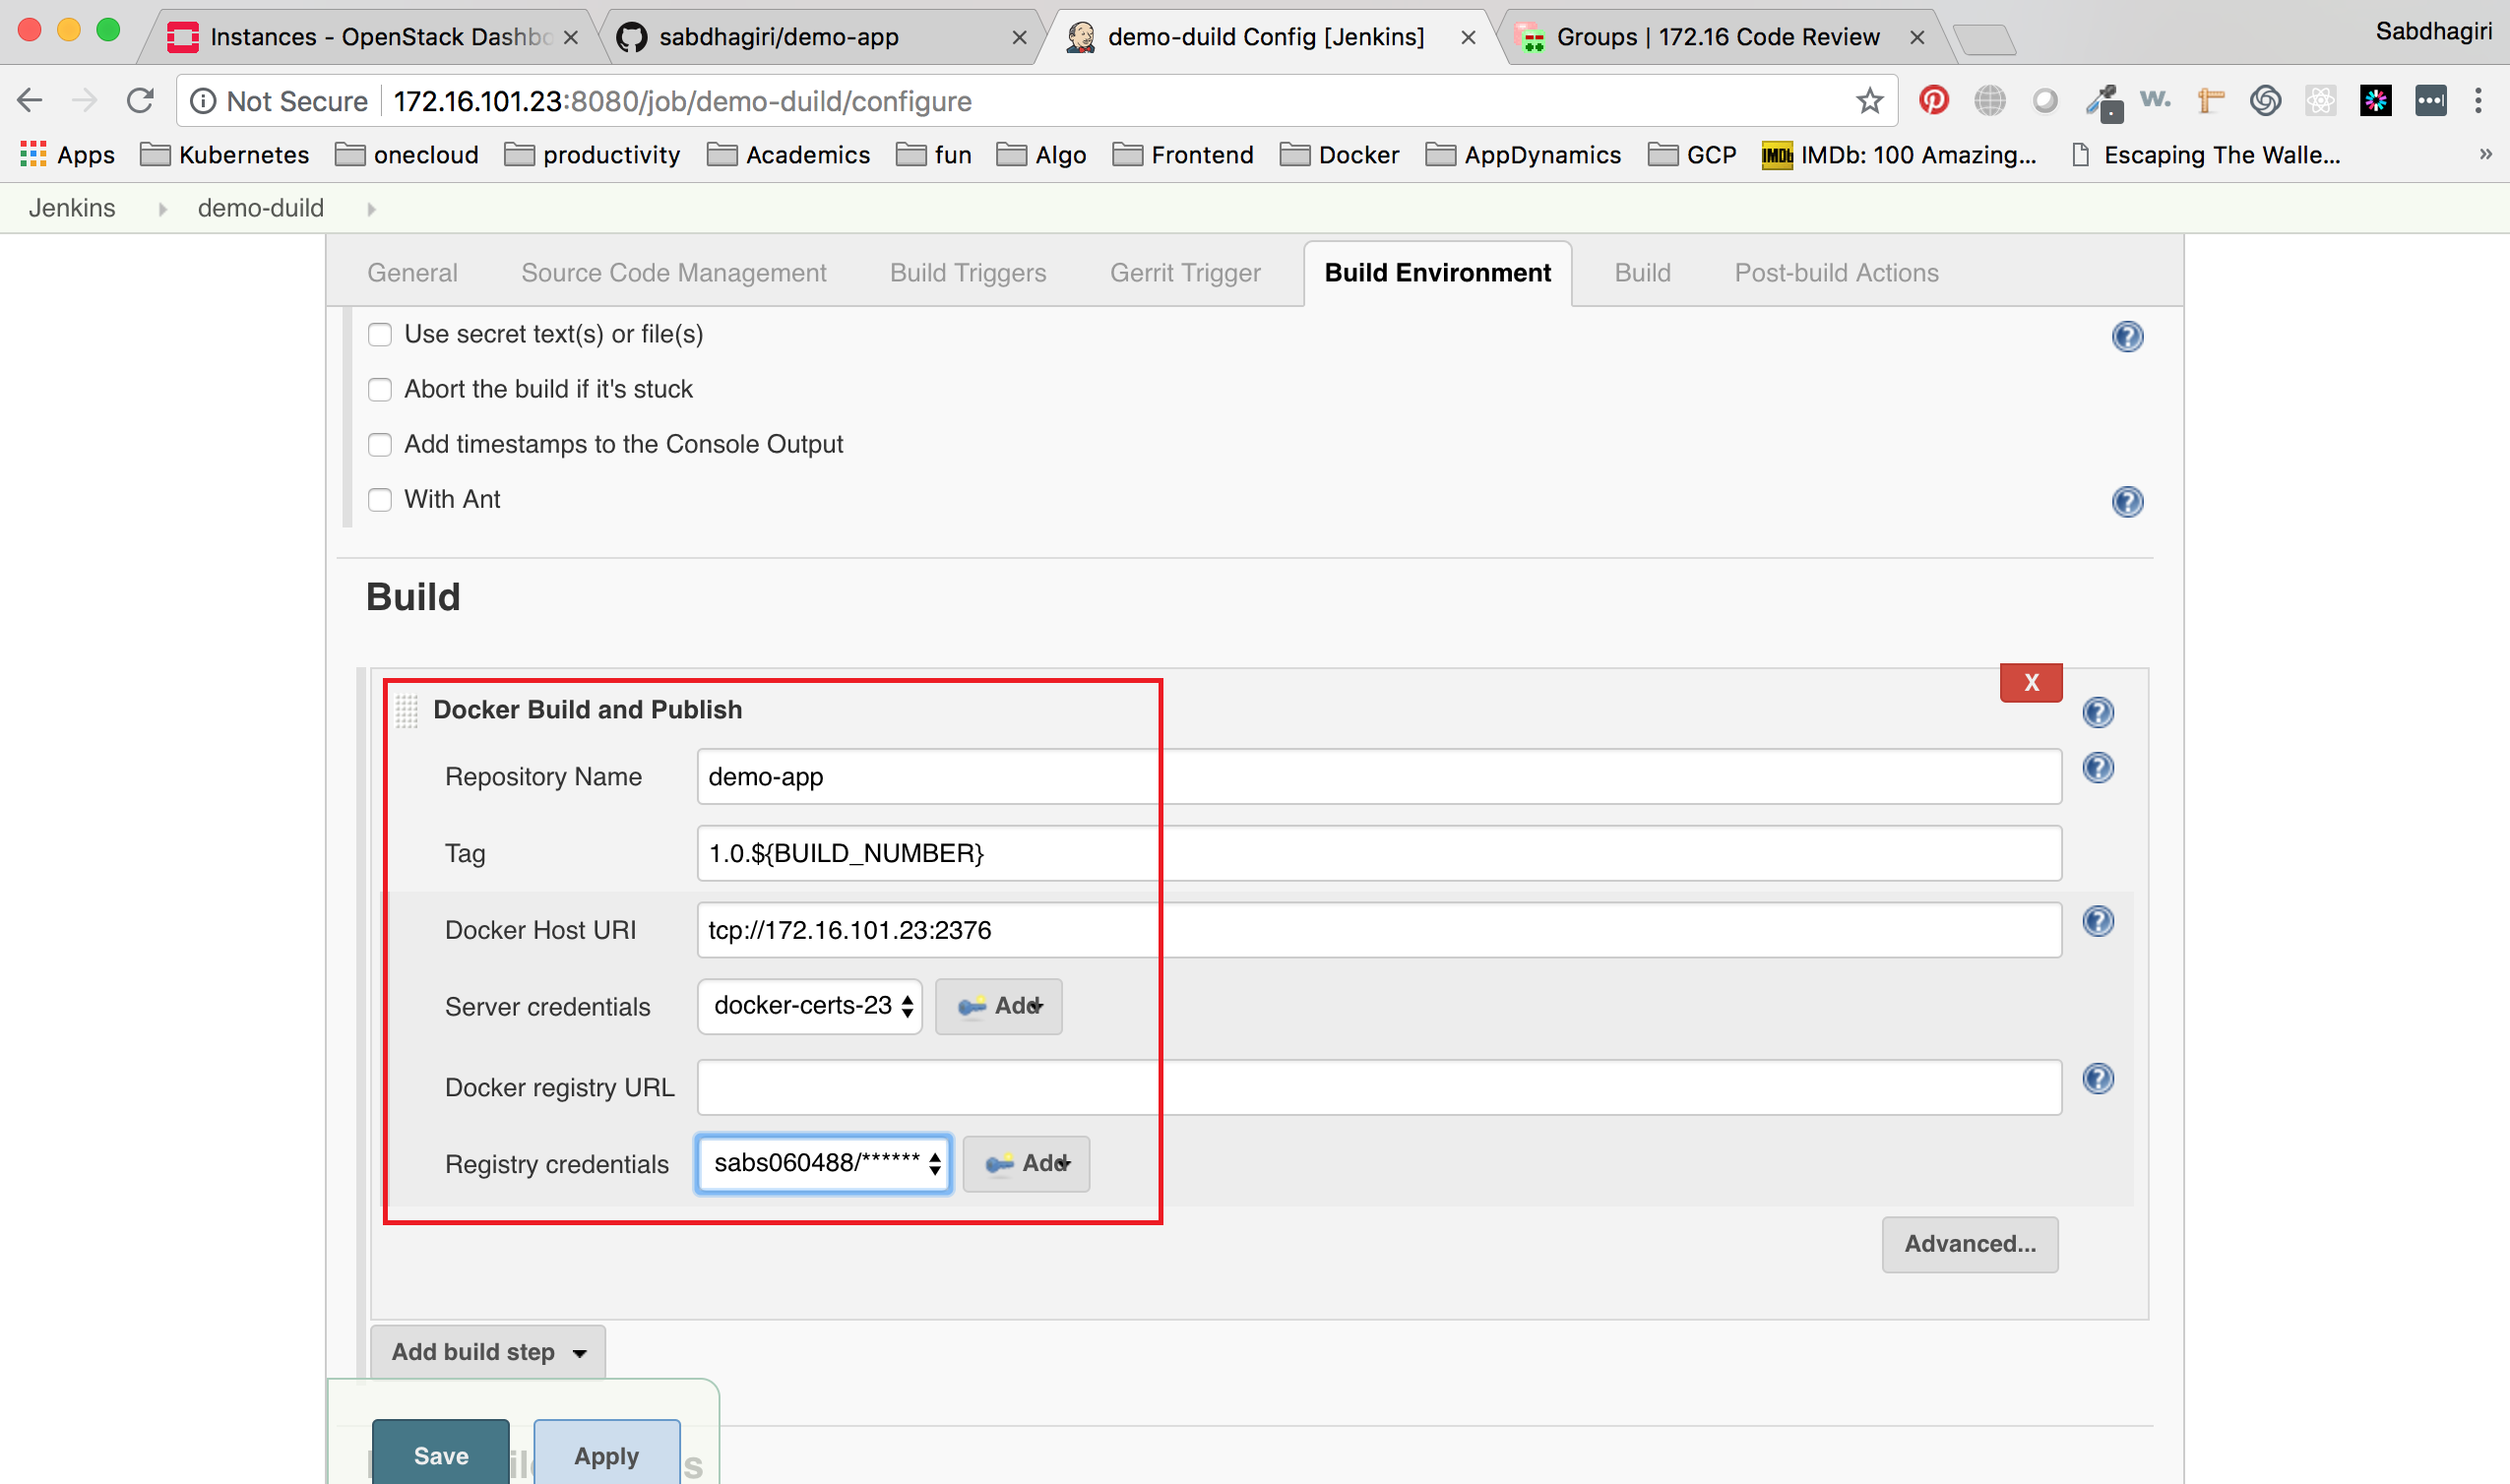 Instances - OpenStack Dashbo
sabdhagiri/demo-app
demo-duild Config [Jenkins]
Groups | 172.16 Code Review
Sabdhagiri
Not Secure
172.16.101.23:8080/job/demo-duild/configure
w.
Apps
Kubernetes
onecloud
productivity
Academics
fun
Algo
Frontend
Docker
AppDynamics
GCP
IMDb
IMDb: 100 Amazing...
Escaping The Walle...
»
Jenkins
demo-duild
General
Source Code Management
Build Triggers
Gerrit Trigger
Build Environment
Build
Post-build Actions
Use secret text(s) or file(s)
Abort the build if it's stuck
Add timestamps to the Console Output
With Ant
Build
X
Docker Build and Publish
Repository Name
demo-app
Tag
1.0.${BUILD_NUMBER}
Docker Host URI
tcp://172.16.101.23:2376
Server credentials
docker-certs-23
Add
Docker registry URL
Registry credentials
sabs060488/******
Add
Advanced...
Add build step
Save
Apply